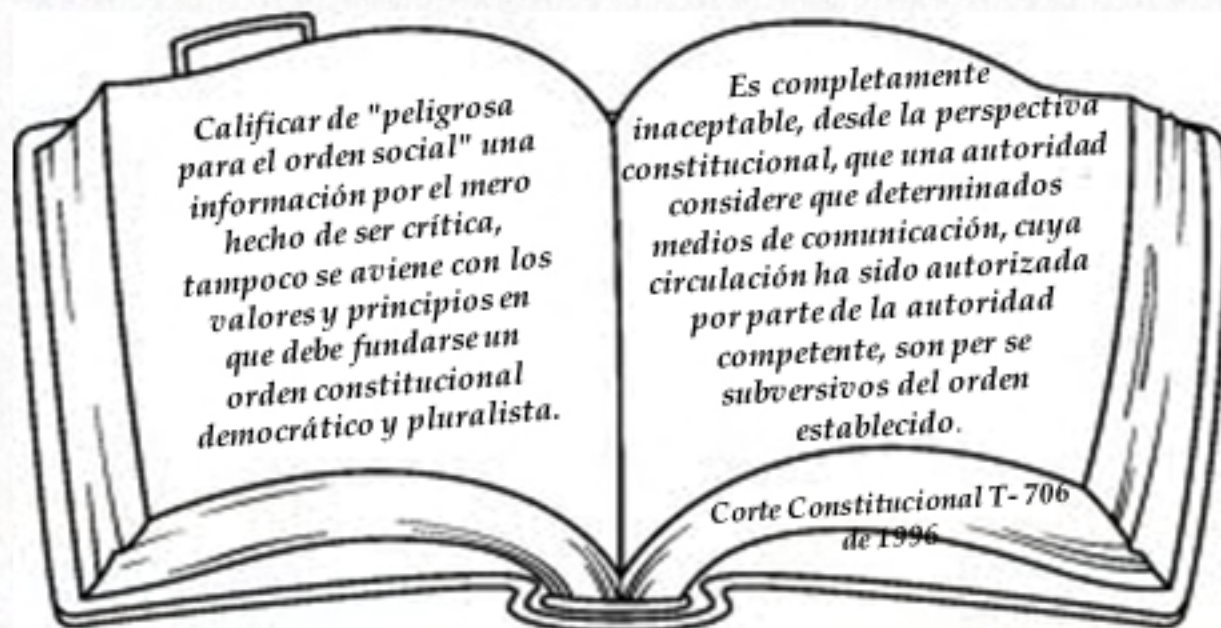 Calificar de "peligrosa
para el orden social" una
información por el mero
hecho de ser crítica,
tampoco se aviene con los
valores y principios en
que debe fundarse un
orden constitucional
democrático y pluralista.
Es completamente
inaceptable, desde la perspectiva
constitucional, que una autoridad
considere que determinados
medios de comunicación, cuya
circulación ha sido autorizada
por parte de la autoridad
competente, son per se
subversivos del orden
establecido.
Corte Constitucional T- 706
de 1996